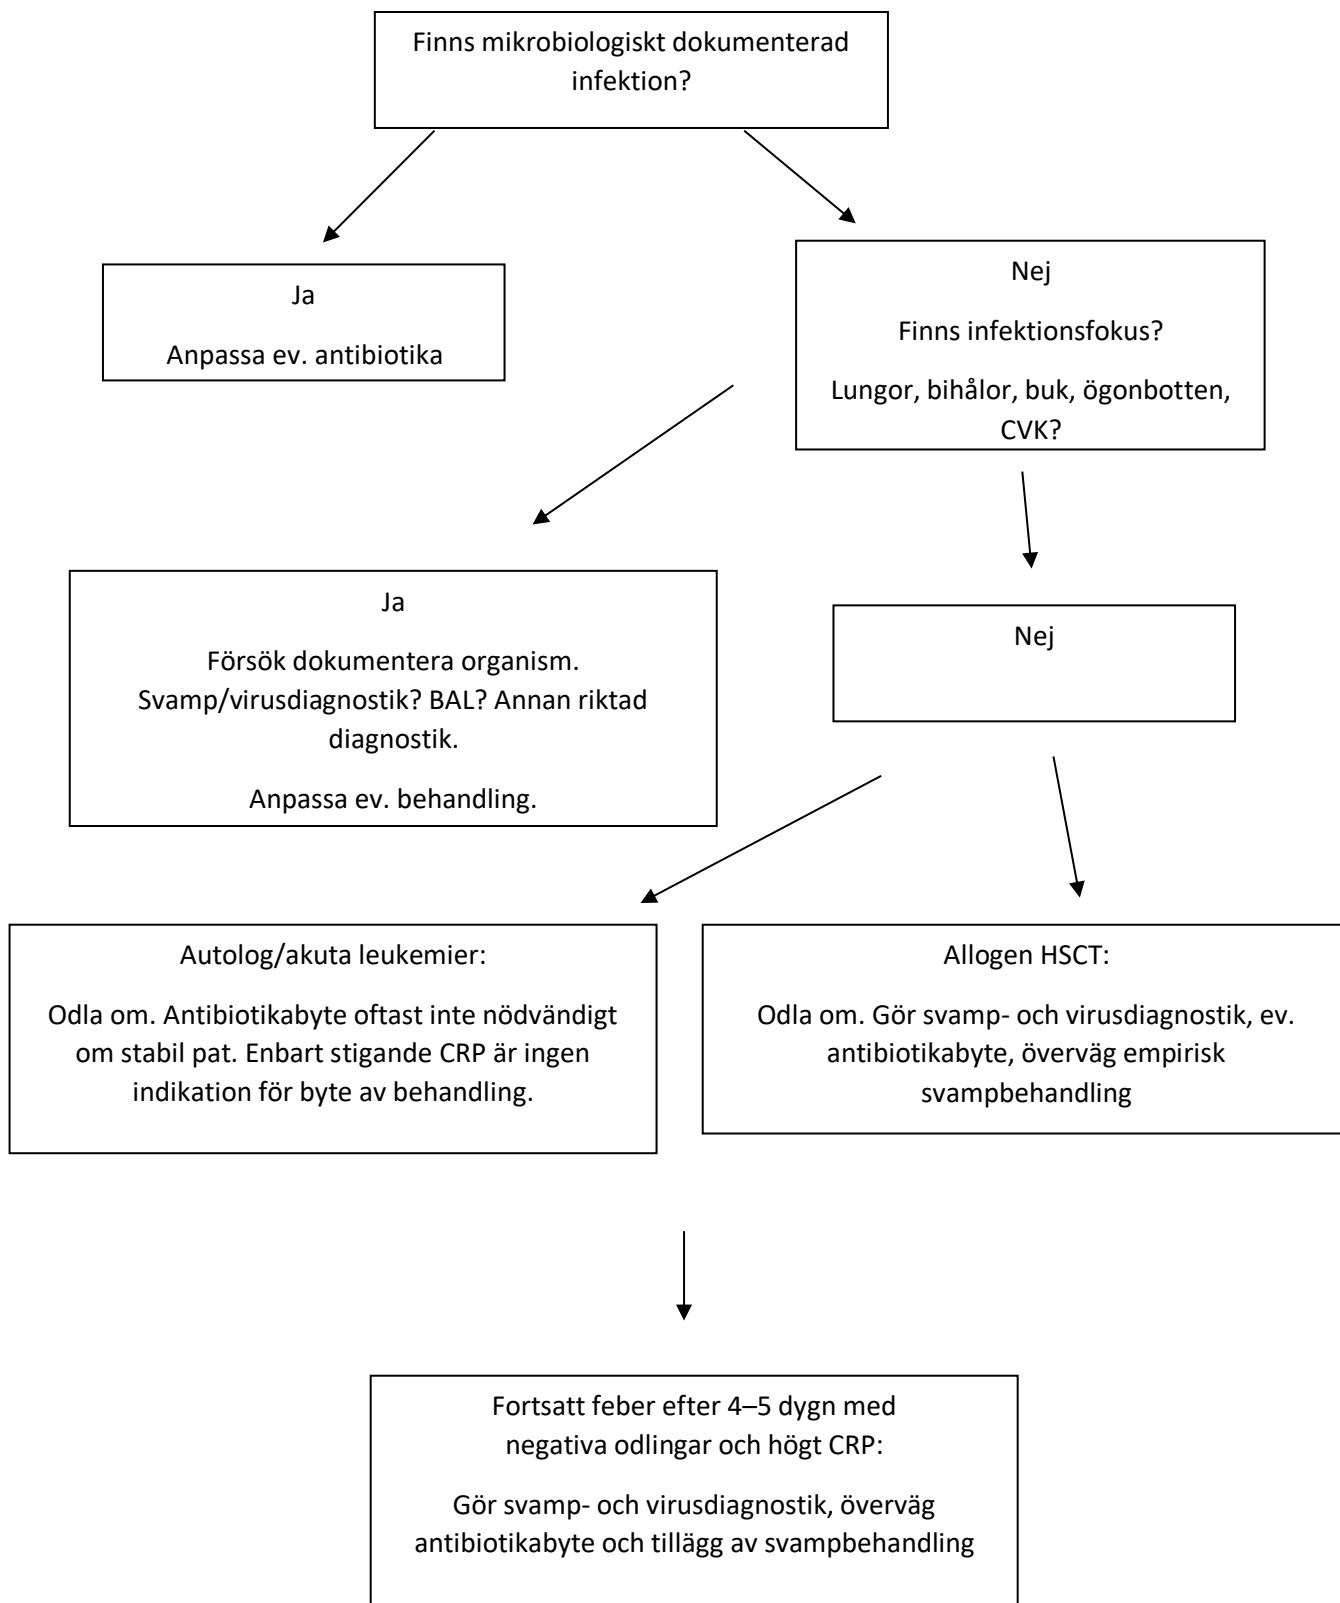 Finns mikrobiologiskt dokumenterad
infektion?
Ja
Anpassa ev. antibiotika
Nej
Finns infektionsfokus?
Lungor, bihålor, buk, ögonbotten,
CVK?
Ja
Försök dokumentera organism.
Svamp/virusdiagnostik? BAL? Annan riktad
diagnostik.
Anpassa ev. behandling.
Nej
Autolog/akuta leukemier:
Odla om. Antibiotikabyte oftast inte nödvändigt
om stabil pat. Enbart stigande CRP är ingen
indikation för byte av behandling.
Allogen HSCT:
Odla om. Gör svamp- och virusdiagnostik, ev.
antibiotikabyte, överväg empirisk
svampbehandling
Fortsatt feber efter 4–5 dygn med
negativa odlingar och högt CRP:
Gör svamp- och virusdiagnostik, överväg
antibiotikabyte och tillägg av svampbehandling